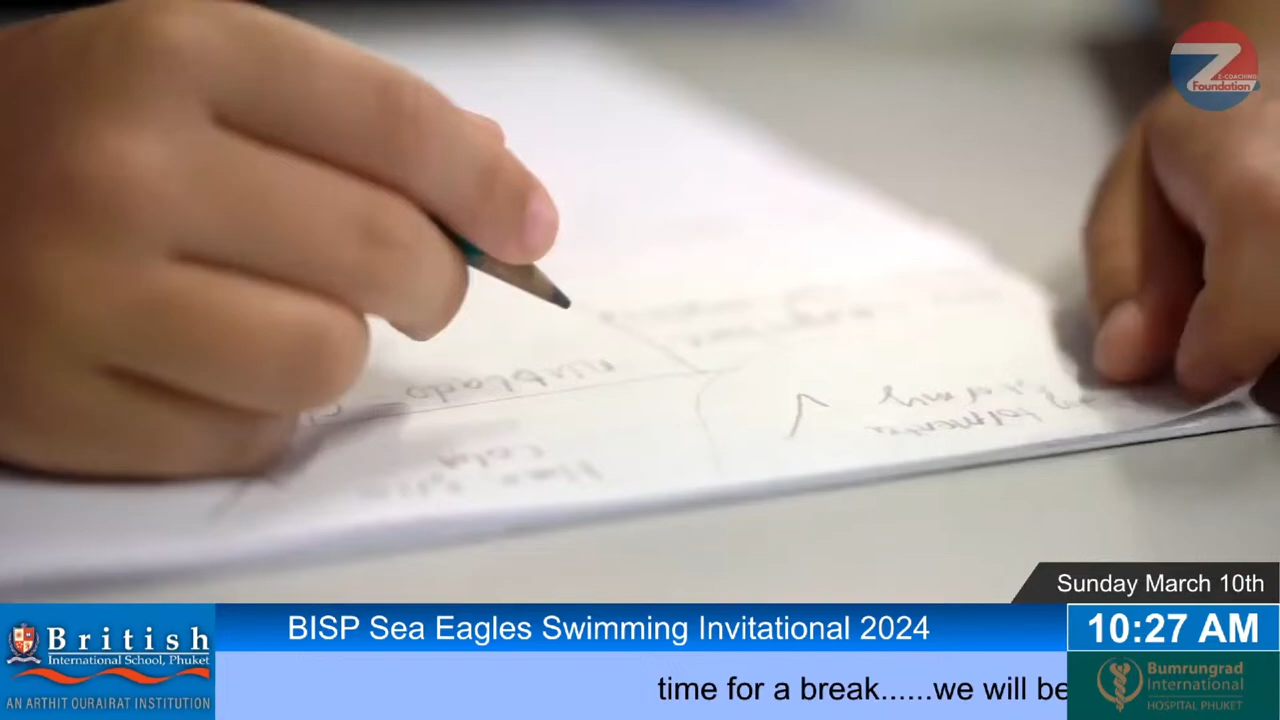 Z-COACHING
Foundation
Cold
Sunday March 10th
BISP Sea Eagles Swimming Invitational 2024
10:27 AM
British
International School, Phuket
AN ARTHIT OURAIRAT INSTITUTION
time for a break......we will be
Bumrungrad
International
HOSPITAL PHUKET